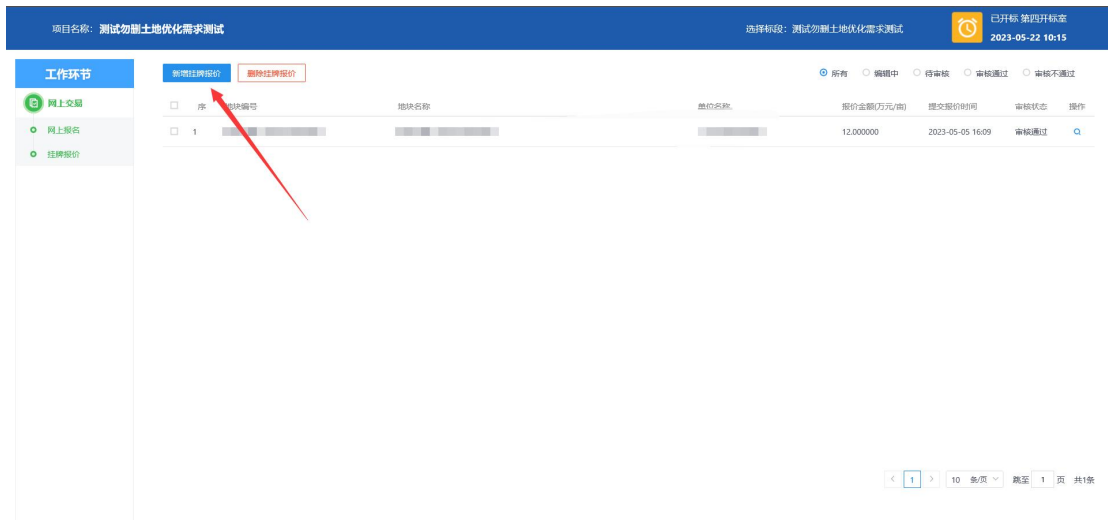 项目名称: 测试勿删土地优化需求测试
选择标段: 测试勿删土地优化需求测试
已开标 第四开标室
2023-05-22 10:15
工作环节
网上交易
网上报名
挂牌报价
新增挂牌报价 删除挂牌报价
所有 编辑中 待审核 审核通过 审核不通过
序 地块编号 地块名称 单位名称. 报价金额(万元/亩) 提交报价时间 审核状态 操作
1 12.000000 2023-05-05 16:09 审核通过
1 10 条/页 跳至 1 页 共1条